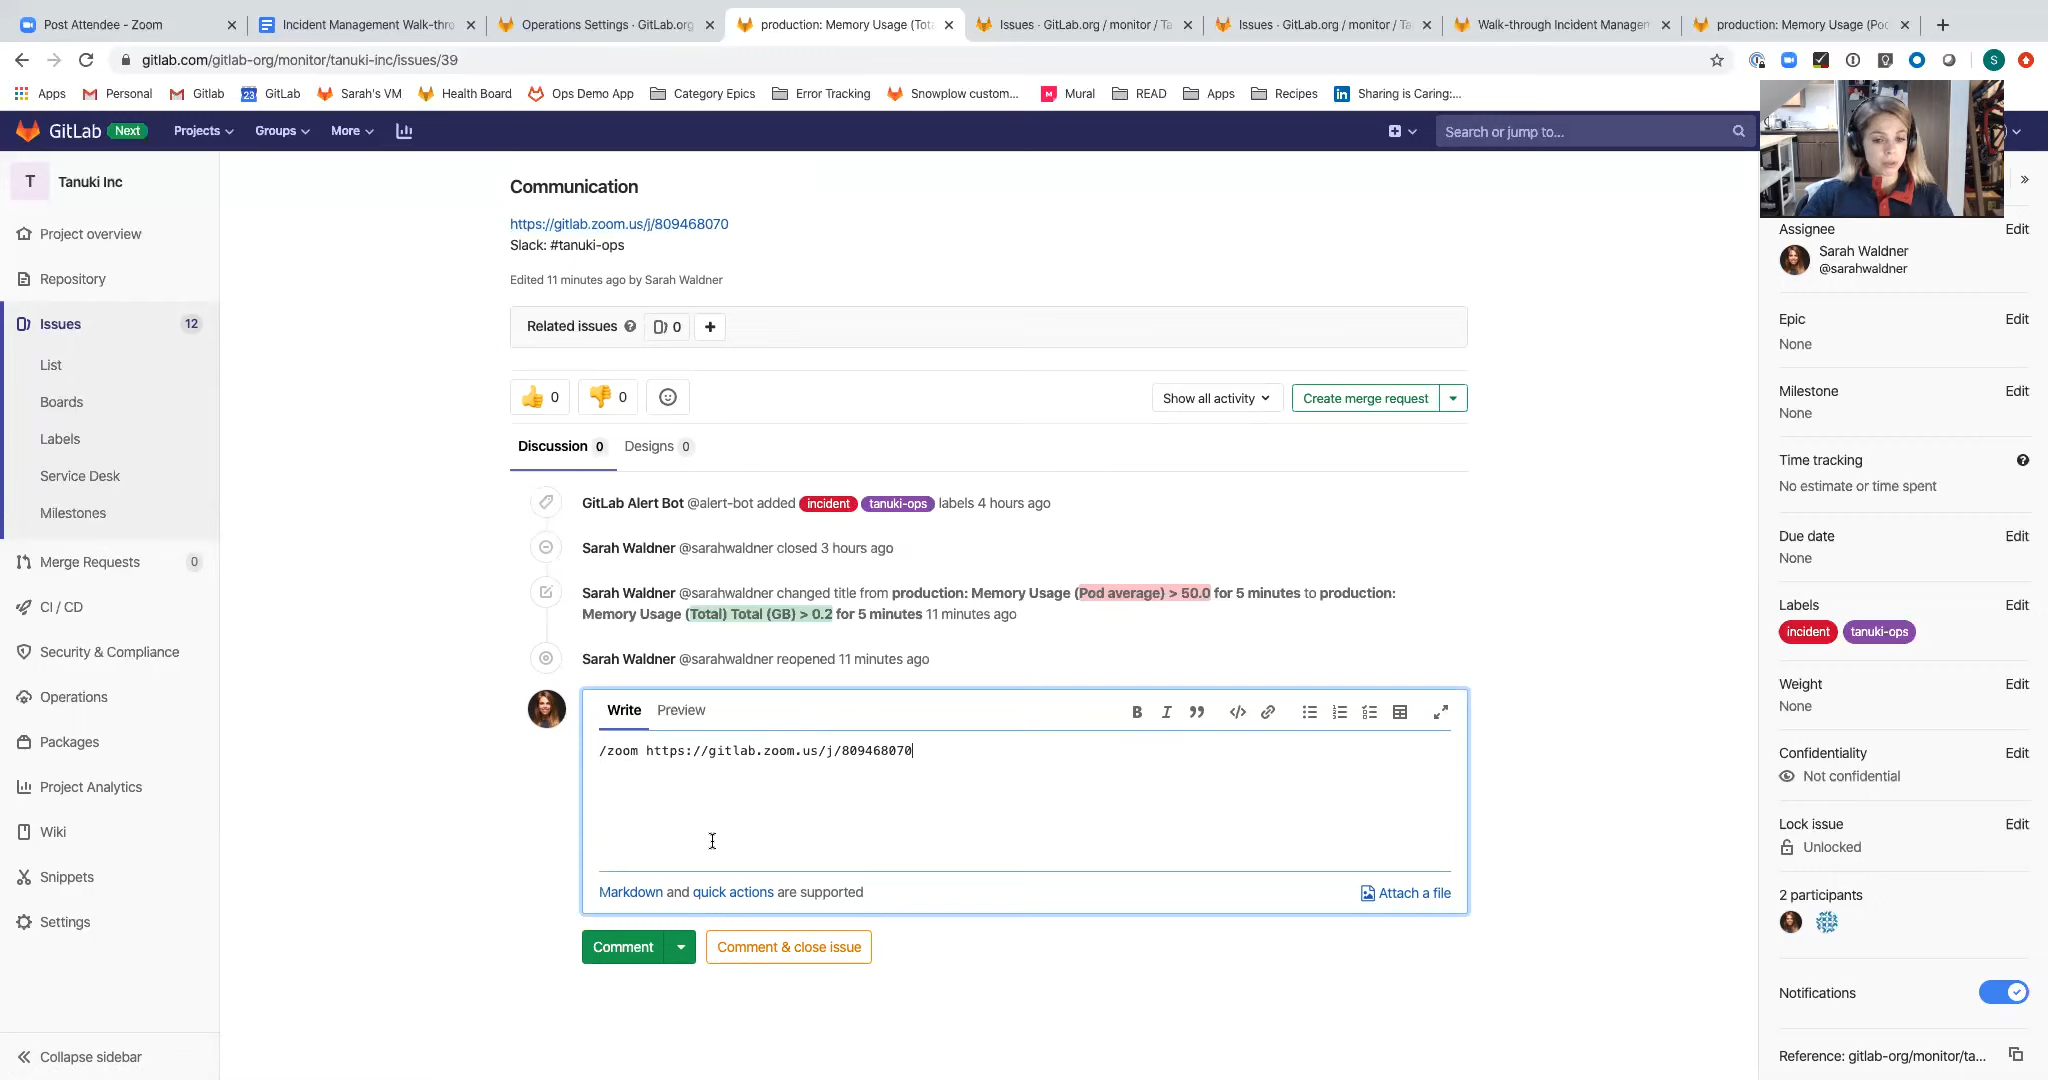 Post Attendee - Zoom
Incident Management Walk-thro
Operations Settings · GitLab.org
production: Memory Usage (Tota
Issues · GitLab.org / monitor / Ta
Issues · GitLab.org / monitor / Ta
Walk-through Incident Managem
production: Memory Usage (Poc
gitlab.com/gitlab-org/monitor/tanuki-inc/issues/39
S
Apps
Personal
Gitlab
23
GitLab
Sarah's VM
Health Board
Ops Demo App
Category Epics
Error Tracking
Snowplow custom...
Mural
READ
Apps
Recipes
Sharing is Caring:...
GitLab
Next
Projects
Groups
More
Search or jump to...
T
Tanuki Inc
Project overview
Repository
Issues
12
List
Boards
Labels
Service Desk
Milestones
Merge Requests
0
CI / CD
Security & Compliance
Operations
Packages
Project Analytics
Wiki
Snippets
Settings
Collapse sidebar
Communication
https://gitlab.zoom.us/j/809468070
Slack: #tanuki-ops
Edited 11 minutes ago by Sarah Waldner
Related issues
0
0
0
Show all activity
Create merge request
Discussion 0
Designs 0
GitLab Alert Bot @alert-bot added incident tanuki-ops labels 4 hours ago
Sarah Waldner @sarahwaldner closed 3 hours ago
Sarah Waldner @sarahwaldner changed title from production: Memory Usage (Pod average) > 50.0 for 5 minutes to production:
Memory Usage (Total) Total (GB) > 0.2 for 5 minutes 11 minutes ago
Sarah Waldner @sarahwaldner reopened 11 minutes ago
Write
Preview
/zoom https://gitlab.zoom.us/j/809468070
Markdown and quick actions are supported
Attach a file
Comment
Comment & close issue
Assignee
Edit
Sarah Waldner
@sarahwaldner
Epic
Edit
None
Milestone
Edit
None
Time tracking
No estimate or time spent
Due date
Edit
None
Labels
Edit
incident
tanuki-ops
Weight
Edit
None
Confidentiality
Edit
Not confidential
Lock issue
Edit
Unlocked
2 participants
Notifications
Reference: gitlab-org/monitor/ta...